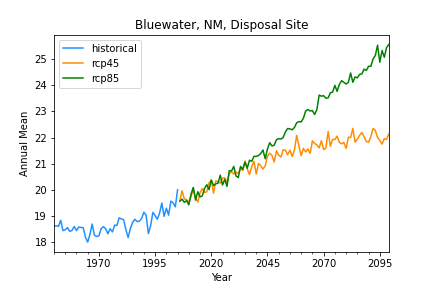 Bluewater, NM, Disposal Site
historical
rcp45
rcp85
Annual Mean
25
24
23
22
21
20
19
18
1970
1995
2020
2045
2070
2095
Year